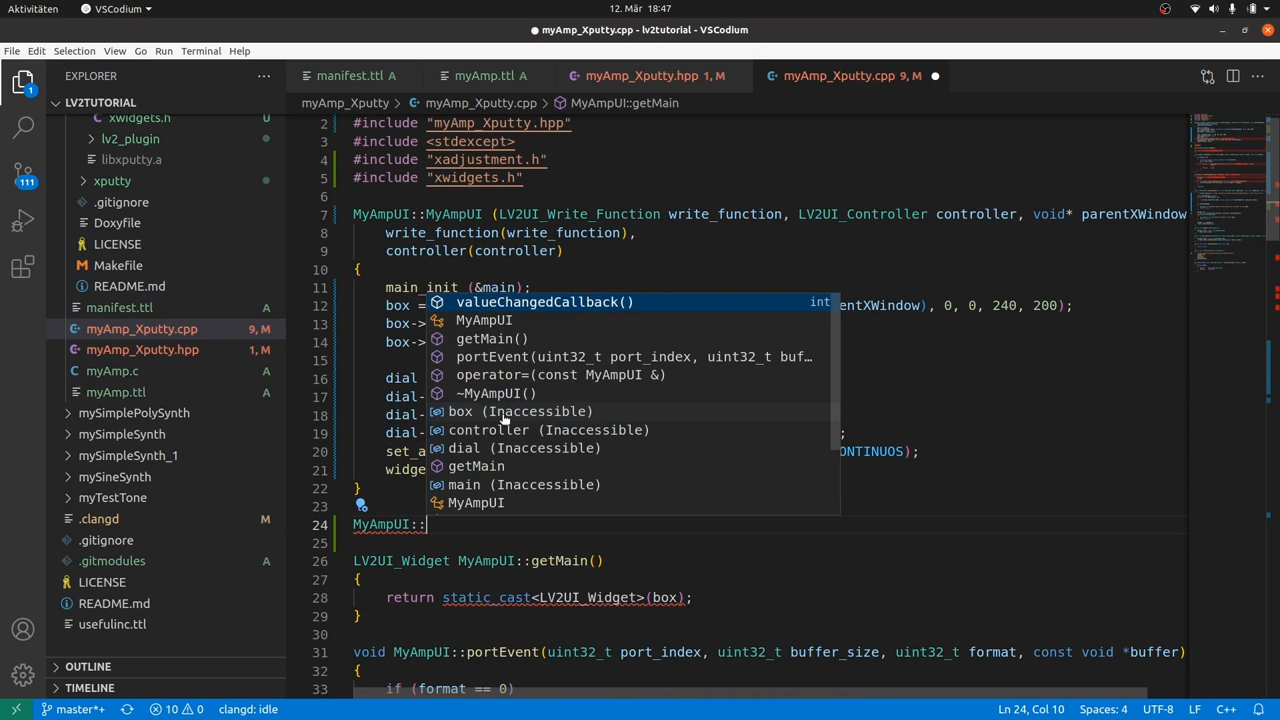 Aktivitäten
VSCodium
12. Mär 18:47
● myAmp_Xputty.cpp - lv2tutorial - VSCodium
File Edit Selection View Go Run Terminal Help
1
EXPLORER
···
LV2TUTORIAL
xwidgets.h U
lv2_plugin
libxputty.a
xputty
.gitignore
Doxyfile
LICENSE
Makefile
README.md
manifest.ttl A
myAmp_Xputty.cpp 9, M
myAmp_Xputty.hpp 1, M
myAmp.c
myAmp.ttl A
mySimplePolySynth
mySimpleSynth
mySimpleSynth_1
mySineSynth
myTestTone
.clangd M
.gitignore
.gitmodules A
LICENSE
README.md
usefulinc.ttl
OUTLINE
TIMELINE
111
manifest.ttl A
myAmp.ttl A
myAmp_Xputty.hpp 1, M
myAmp_Xputty.cpp 9, M ●
myAmp_Xputty > myAmp_Xputty.cpp > MyAmpUI::getMain
2 #include "myAmp_Xputty.hpp"
3 #include <stdexcept>
4 #include "xadjustment.h"
5 #include "xwidgets.h"
6
7 MyAmpUI::MyAmpUI (LV2UI_Write_Function write_function, LV2UI_Controller controller, void* parentXWindow
8 write_function(write_function),
9 controller(controller)
10 {
11 main_init (&main);
12 box = arentXWindow), 0, 0, 240, 200);
13 box->
14 box->
15
16 dial
17 dial-
18 dial-
19 dial- ;
20 set_a CONTINUOS);
21 widge
22 }
23
24 MyAmpUI::
25
26 LV2UI_Widget MyAmpUI::getMain()
27 {
28 return static_cast<LV2UI_Widget>(box);
29 }
30
31 void MyAmpUI::portEvent(uint32_t port_index, uint32_t buffer_size, uint32_t format, const void *buffer)
32 {
33 if (format == 0)
valueChangedCallback() int
MyAmpUI
getMain()
portEvent(uint32_t port_index, uint32_t buf…
operator=(const MyAmpUI &)
~MyAmpUI()
box (Inaccessible)
controller (Inaccessible)
dial (Inaccessible)
getMain
main (Inaccessible)
MyAmpUI
master*+
10 0
clangd: idle
Ln 24, Col 10
Spaces: 4
UTF-8
LF
C++